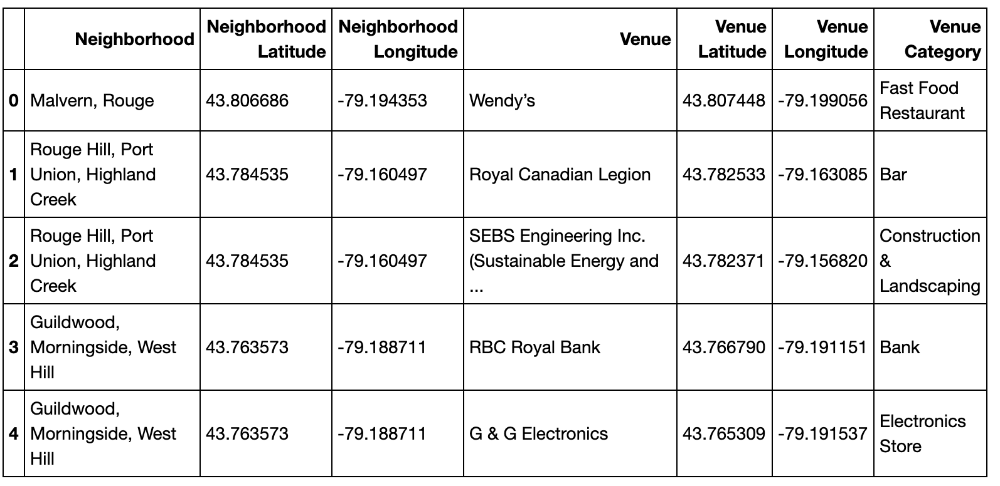 Neighborhood Neighborhood Latitude Neighborhood Longitude Venue Venue Latitude Venue Longitude Venue Category
0 Malvern, Rouge 43.806686 -79.194353 Wendy’s 43.807448 -79.199056 Fast Food Restaurant
1 Rouge Hill, Port Union, Highland Creek 43.784535 -79.160497 Royal Canadian Legion 43.782533 -79.163085 Bar
2 Rouge Hill, Port Union, Highland Creek 43.784535 -79.160497 SEBS Engineering Inc. (Sustainable Energy and ... 43.782371 -79.156820 Construction & Landscaping
3 Guildwood, Morningside, West Hill 43.763573 -79.188711 RBC Royal Bank 43.766790 -79.191151 Bank
4 Guildwood, Morningside, West Hill 43.763573 -79.188711 G & G Electronics 43.765309 -79.191537 Electronics Store